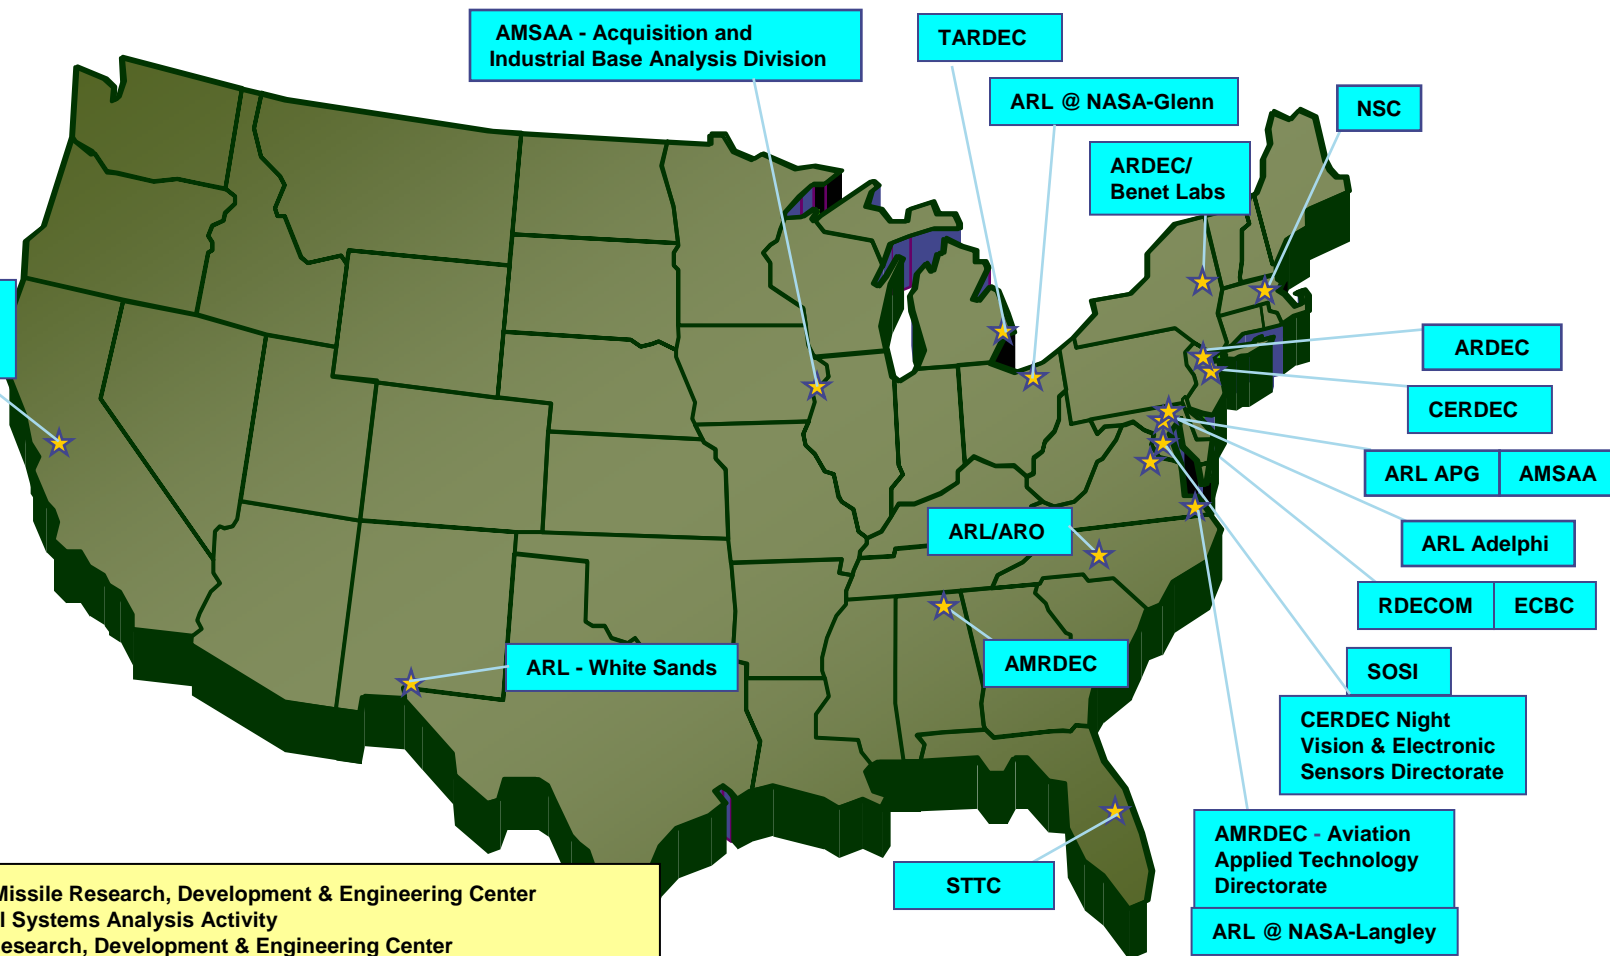 AMSAA - Acquisition and
Industrial Base Analysis Division
TARDEC
ARL @ NASA-Glenn
NSC
ARDEC/
Benet Labs
ARDEC
CERDEC
ARL APG AMSAA
ARL/ARO
ARL Adelphi
RDECOM ECBC
AMRDEC
ARL - White Sands
SOSI
CERDEC Night
Vision & Electronic
Sensors Directorate
AMRDEC - Aviation
Applied Technology
Directorate
STTC
ARL @ NASA-Langley
Missile Research, Development & Engineering Center
l Systems Analysis Activity
esearch, Development & Engineering Center